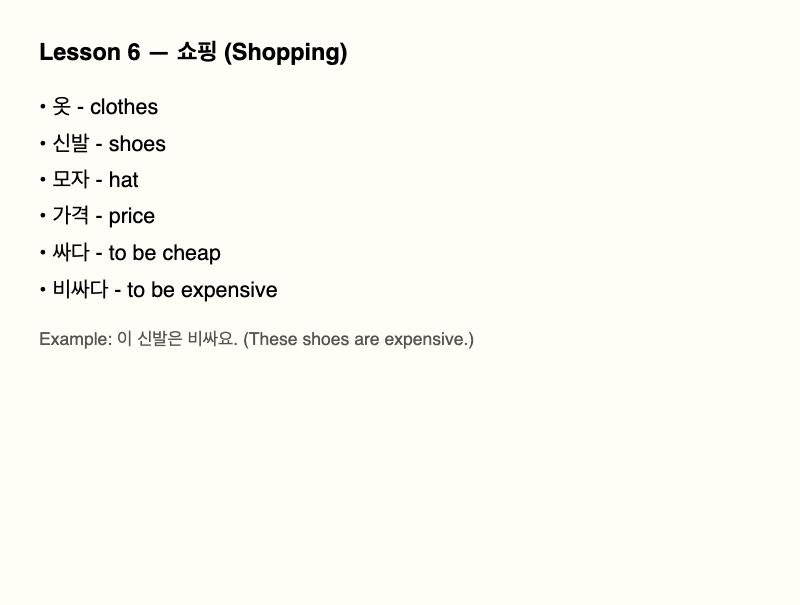 Lesson 6 — 쇼핑 (Shopping)
• 옷 - clothes
• 신발 - shoes
• 모자 - hat
• 가격 - price
• 싸다 - to be cheap
• 비싸다 - to be expensive
Example: 이 신발은 비싸요. (These shoes are expensive.)